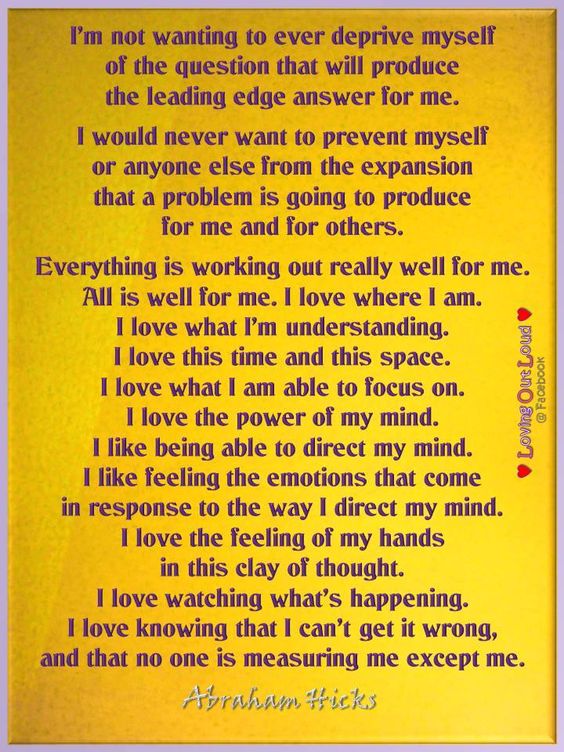 I'm not wanting to ever deprive myself
of the question that will produce
the leading edge answer for me.
I would never want to prevent myself
or anyone else from the expansion
that a problem is going to produce
for me and for others.
Everything is working out really well for me.
All is well for me. I love where I am.
I love what I'm understanding.
I love this time and this space.
I love what I am able to focus on.
I love the power of my mind.
I like being able to direct my mind.
I like feeling the emotions that come
in response to the way I direct my mind.
I love the feeling of my hands
in this clay of thought.
I love watching what's happening.
I love knowing that I can't get it wrong,
and that no one is measuring me except me.
Abraham Hicks
♥ Loving Out Loud ♥
@ Facebook